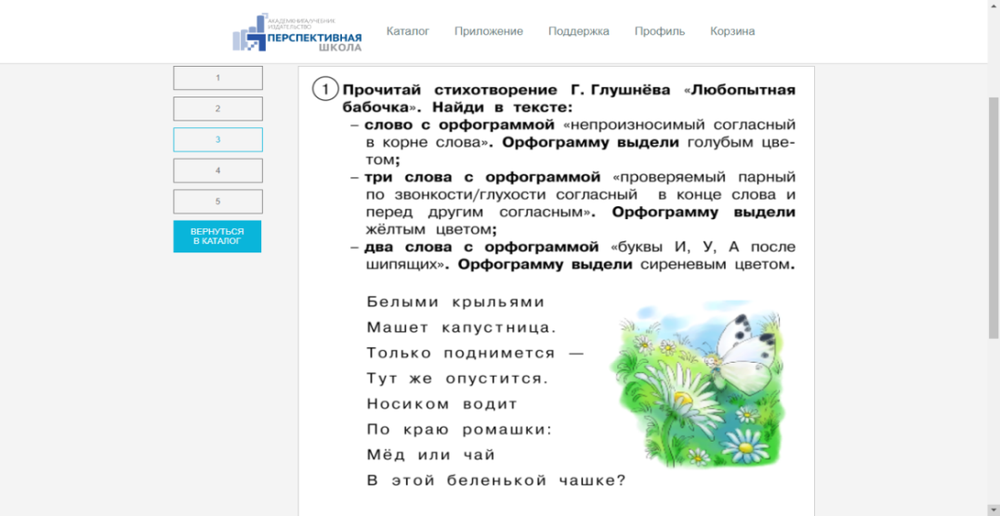 АКАДЕМКНИГА/УЧЕБНИК
ИЗДАТЕЛЬСТВО
ПЕРСПЕКТИВНАЯ
ШКОЛА
Каталог Приложение Поддержка Профиль Корзина
1
2
3
4
5
ВЕРНУТЬСЯ
В КАТАЛОГ
1 Прочитай стихотворение Г. Глушнёва «Любопытная
бабочка». Найди в тексте:
– слово с орфограммой «непроизносимый согласный
в корне слова». Орфограмму выдели голубым цве-
том;
– три слова с орфограммой «проверяемый парный
по звонкости/глухости согласный в конце слова и
перед другим согласным». Орфограмму выдели
жёлтым цветом;
– два слова с орфограммой «буквы И, У, А после
шипящих». Орфограмму выдели сиреневым цветом.
Белыми крыльями
Машет капустница.
Только поднимется —
Тут же опустится.
Носиком водит
По краю ромашки:
Мёд или чай
В этой беленькой чашке?